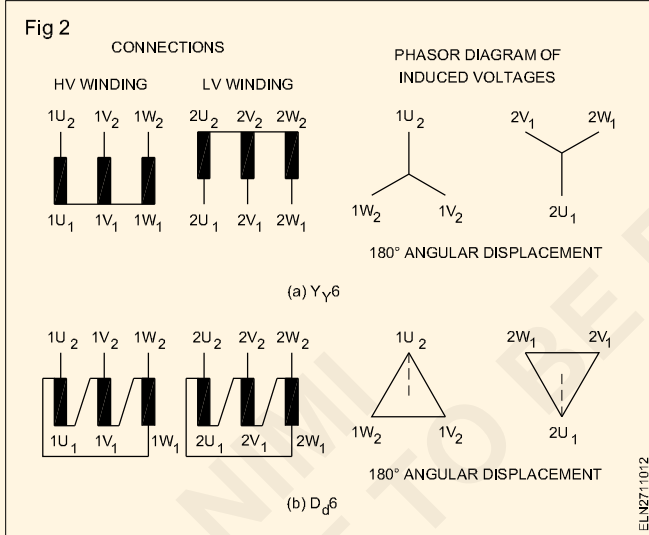 Fig 2
CONNECTIONS
PHASOR DIAGRAM OF
INDUCED VOLTAGES
HV WINDING LV WINDING
1U2 1V2 1W2 2U2 2V2 2W2
1U1 1V1 1W1 2U1 2V1 2W1
1U2
1W2 1V2
2V1 2W1
2U1
180° ANGULAR DISPLACEMENT
(a) YY6
1U2 1V2 1W2 2U2 2V2 2W2
1U1 1V1 1W1 2U1 2V1 2W1
1U2
1W2 1V2
2W1 2V1
2U1
180° ANGULAR DISPLACEMENT
(b) Dd6
ELN2711012
NIMI
TO BE